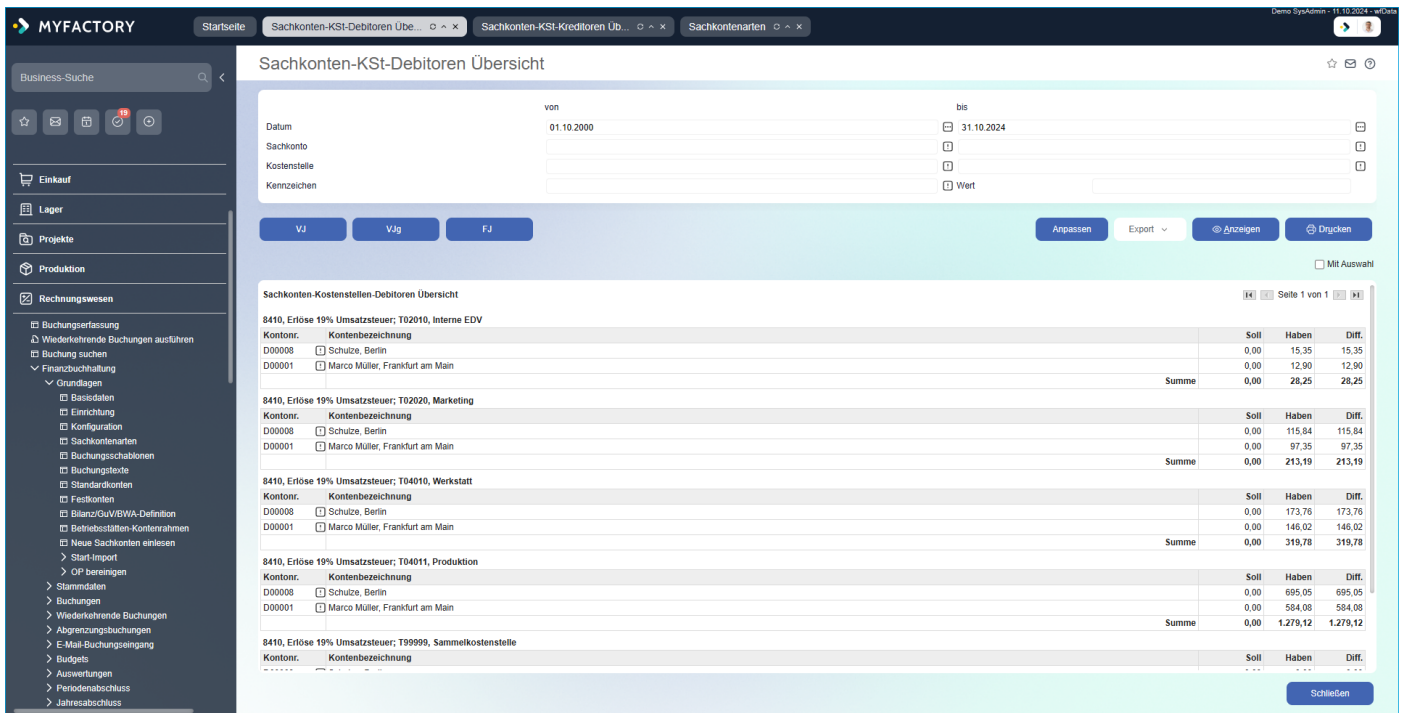 Demo SysAdmin - 11.10.2024 - wfData
MYFACTORY
Startseite
Sachkonten-KSt-Debitoren Übe...
Sachkonten-KSt-Kreditoren Üb...
Sachkontenarten
Business-Suche
19
Einkauf
Lager
Projekte
Produktion
Rechnungswesen
Buchungserfassung
Wiederkehrende Buchungen ausführen
Buchung suchen
Finanzbuchhaltung
Grundlagen
Basisdaten
Einrichtung
Konfiguration
Sachkontenarten
Buchungsschablonen
Buchungstexte
Standardkonten
Festkonten
Bilanz/GuV/BWA-Definition
Betriebsstätten-Kontenrahmen
Neue Sachkonten einlesen
Start-Import
OP bereinigen
Stammdaten
Buchungen
Wiederkehrende Buchungen
Abgrenzungsbuchungen
E-Mail-Buchungseingang
Budgets
Auswertungen
Periodenabschluss
Jahresabschluss
Sachkonten-KSt-Debitoren Übersicht
von bis
Datum 01.10.2000 31.10.2024
Sachkonto
Kostenstelle
Kennzeichen Wert
VJ VJg FJ Anpassen Export Anzeigen Drucken
Mit Auswahl
Sachkonten-Kostenstellen-Debitoren Übersicht Seite 1 von 1
8410, Erlöse 19% Umsatzsteuer; T02010, Interne EDV
Kontonr. Kontenbezeichnung Soll Haben Diff.
D00008 Schulze, Berlin 0,00 15,35 15,35
D00001 Marco Müller, Frankfurt am Main 0,00 12,90 12,90
Summe 0,00 28,25 28,25
8410, Erlöse 19% Umsatzsteuer; T02020, Marketing
Kontonr. Kontenbezeichnung Soll Haben Diff.
D00008 Schulze, Berlin 0,00 115,84 115,84
D00001 Marco Müller, Frankfurt am Main 0,00 97,35 97,35
Summe 0,00 213,19 213,19
8410, Erlöse 19% Umsatzsteuer; T04010, Werkstatt
Kontonr. Kontenbezeichnung Soll Haben Diff.
D00008 Schulze, Berlin 0,00 173,76 173,76
D00001 Marco Müller, Frankfurt am Main 0,00 146,02 146,02
Summe 0,00 319,78 319,78
8410, Erlöse 19% Umsatzsteuer; T04011, Produktion
Kontonr. Kontenbezeichnung Soll Haben Diff.
D00008 Schulze, Berlin 0,00 695,05 695,05
D00001 Marco Müller, Frankfurt am Main 0,00 584,08 584,08
Summe 0,00 1.279,12 1.279,12
8410, Erlöse 19% Umsatzsteuer; T99999, Sammelkostenstelle
Kontonr. Kontenbezeichnung Soll Haben Diff.
Schließen